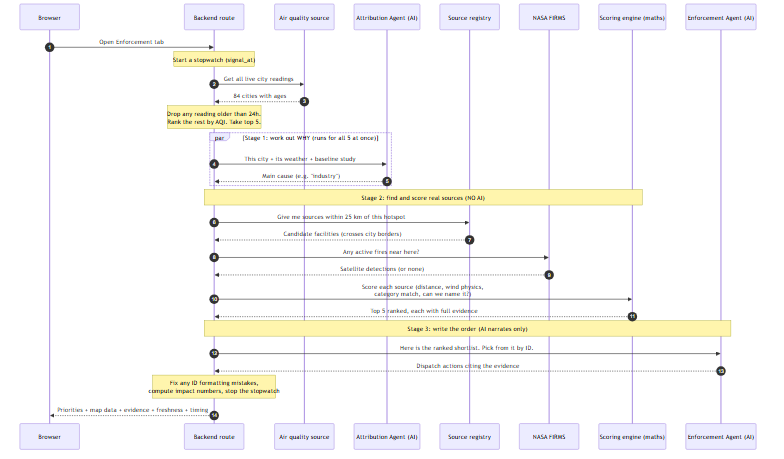 Browser
Backend route
Air quality source
Attribution Agent (AI)
Source registry
NASA FIRMS
Scoring engine (maths)
Enforcement Agent (AI)
1
Open Enforcement tab
Start a stopwatch (signal_at)
2
Get all live city readings
84 cities with ages
3
Drop any reading older than 24h.
Rank the rest by AQI. Take top 5.
par
[Stage 1: work out WHY (runs for all 5 at once)]
4
This city + its weather + baseline study
Main cause (e.g. "industry")
5
Stage 2: find and score real sources (NO AI)
6
Give me sources within 25 km of this hotspot
Candidate facilities (crosses city borders)
7
8
Any active fires near here?
Satellite detections (or none)
9
Score each source (distance, wind physics,
category match, can we name it?)
10
Top 5 ranked, each with full evidence
11
Stage 3: write the order (AI narrates only)
12
Here is the ranked shortlist. Pick from it by ID.
Dispatch actions citing the evidence
13
Fix any ID formatting mistakes,
compute impact numbers, stop the stopwatch
Priorities + map data + evidence + freshness + timing
14
Browser
Backend route
Air quality source
Attribution Agent (AI)
Source registry
NASA FIRMS
Scoring engine (maths)
Enforcement Agent (AI)